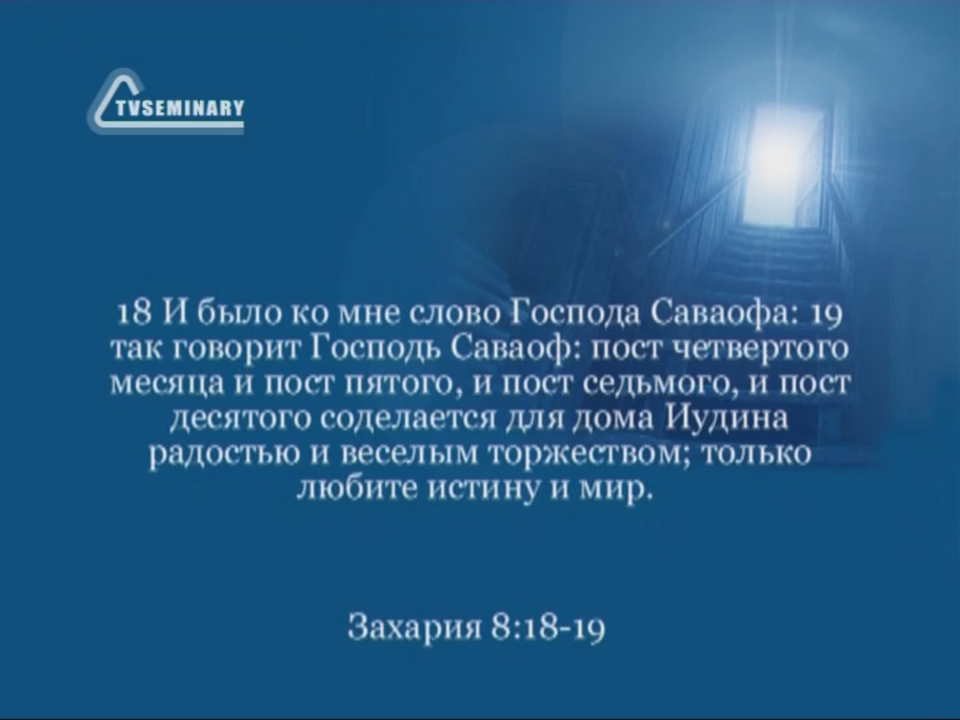 TVSEMINARY
18 И было ко мне слово Господа Саваофа: 19
так говорит Господь Саваоф: пост четвертого
месяца и пост пятого, и пост седьмого, и пост
десятого соделается для дома Иудина
радостью и веселым торжеством; только
любите истину и мир.
Захария 8:18-19